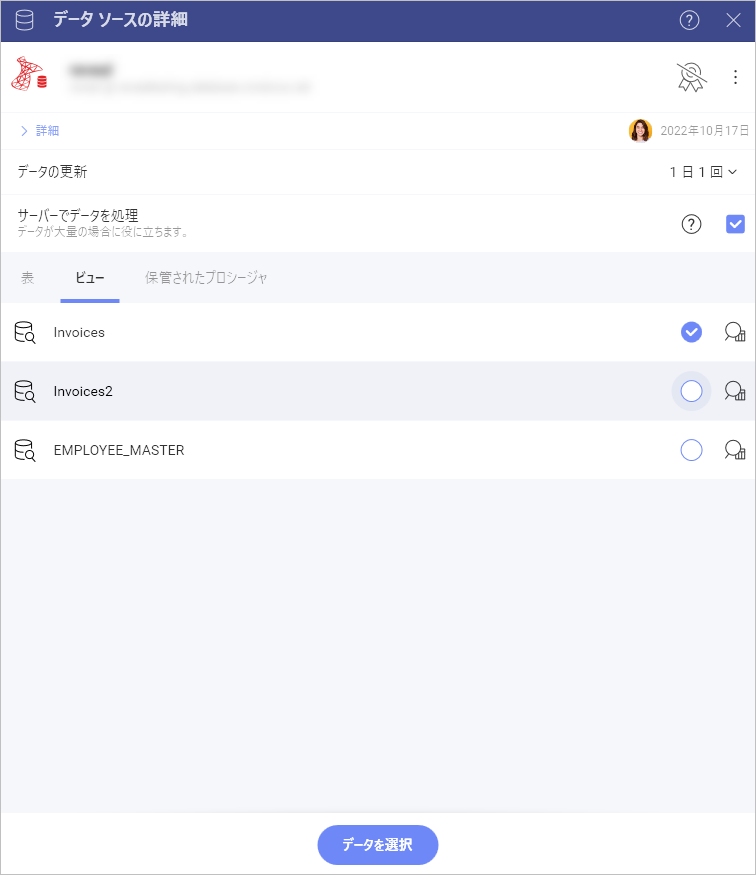 データ ソースの詳細
詳細
2022年10月17日
データの更新
1 日 1 回
サーバーでデータを処理
データが大量の場合に役に立ちます。
表 ビュー 保管されたプロシージャ
Invoices
Invoices2
EMPLOYEE_MASTER
データを選択